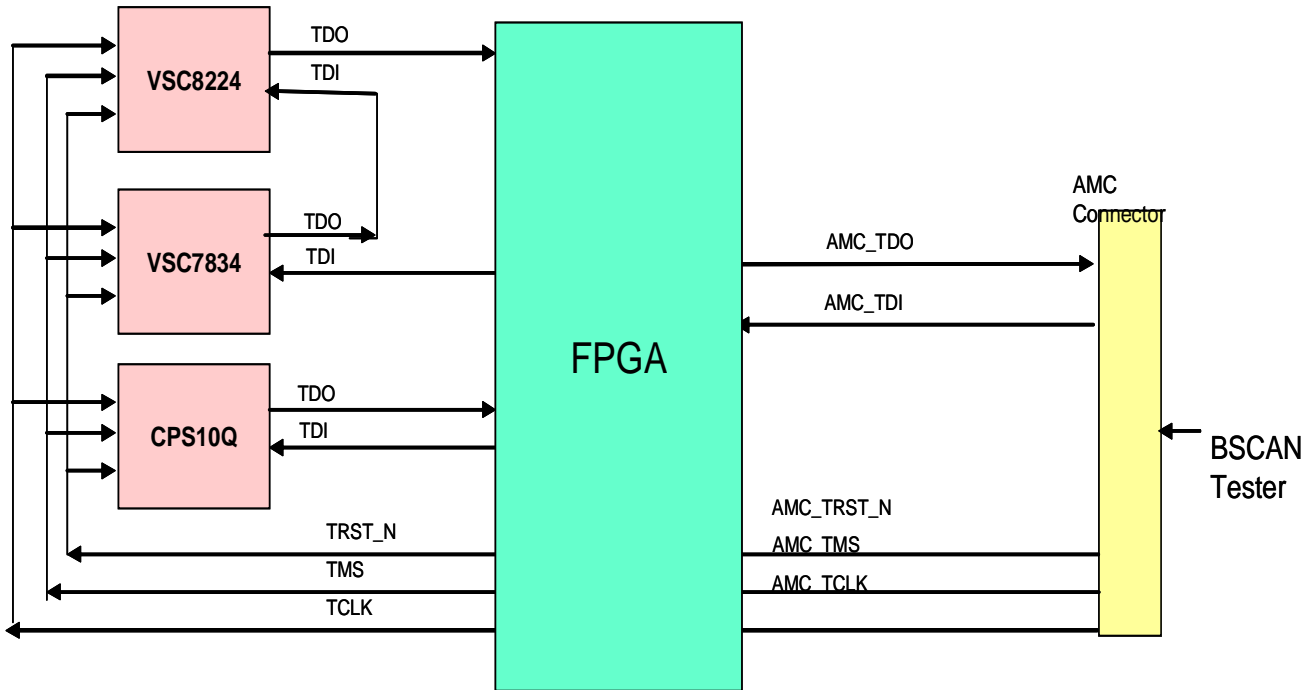 TDO
VSC8224
TDI
VSC7834
TDO
TDI
CPS10Q
TDO
TDI
TRST_N
TMS
TCLK
FPGA
AMC
Connector
AMC_TDO
AMC_TDI
AMC_TRST_N
AMC_TMS
AMC_TCLK
BSCAN
Tester